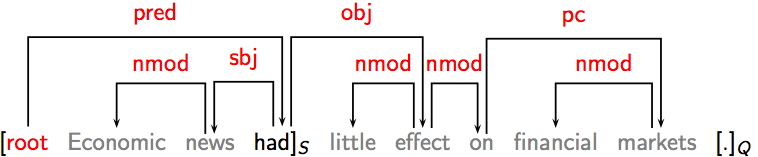 pred obj pc
nmod sbj nmod nmod nmod
[root Economic news had]S little effect on financial markets [.]Q